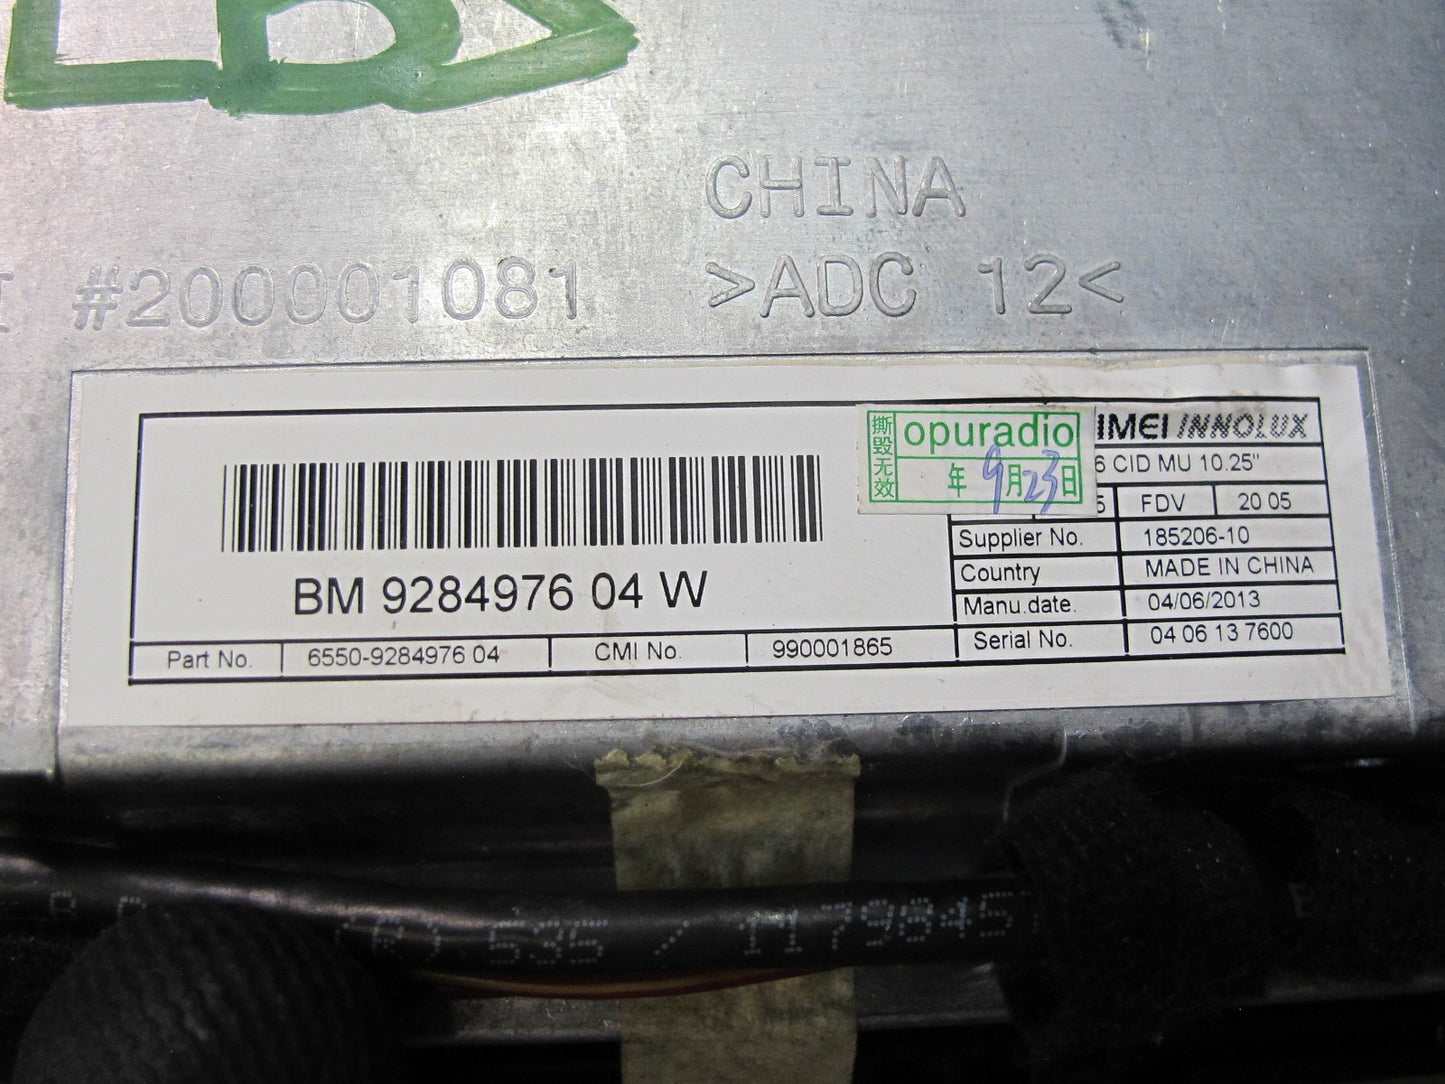 CHINA
#200001081 >ADC 12<
撕毁无效
opuradio
年 9月23日
IMEI INNOLUX
6 CID MU 10.25"
5 FDV 20 05
Supplier No. 185206-10
Country MADE IN CHINA
Manu.date. 04/06/2013
Serial No. 04 06 13 7600
BM 9284976 04 W
Part No. 6550-9284976 04 CMI No. 990001865